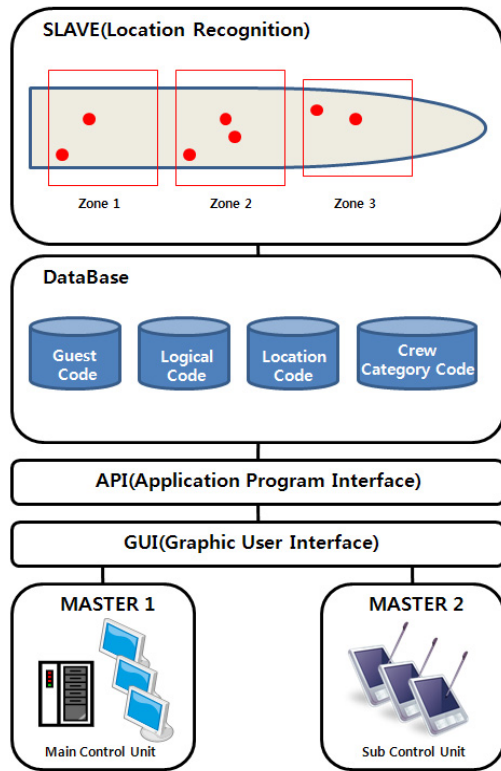 SLAVE(Location Recognition)
Zone 1
Zone 2
Zone 3
DataBase
Guest
Code
Logical
Code
Location
Code
Crew
Category Code
API(Application Program Interface)
GUI(Graphic User Interface)
MASTER 1
Main Control Unit
MASTER 2
Sub Control Unit